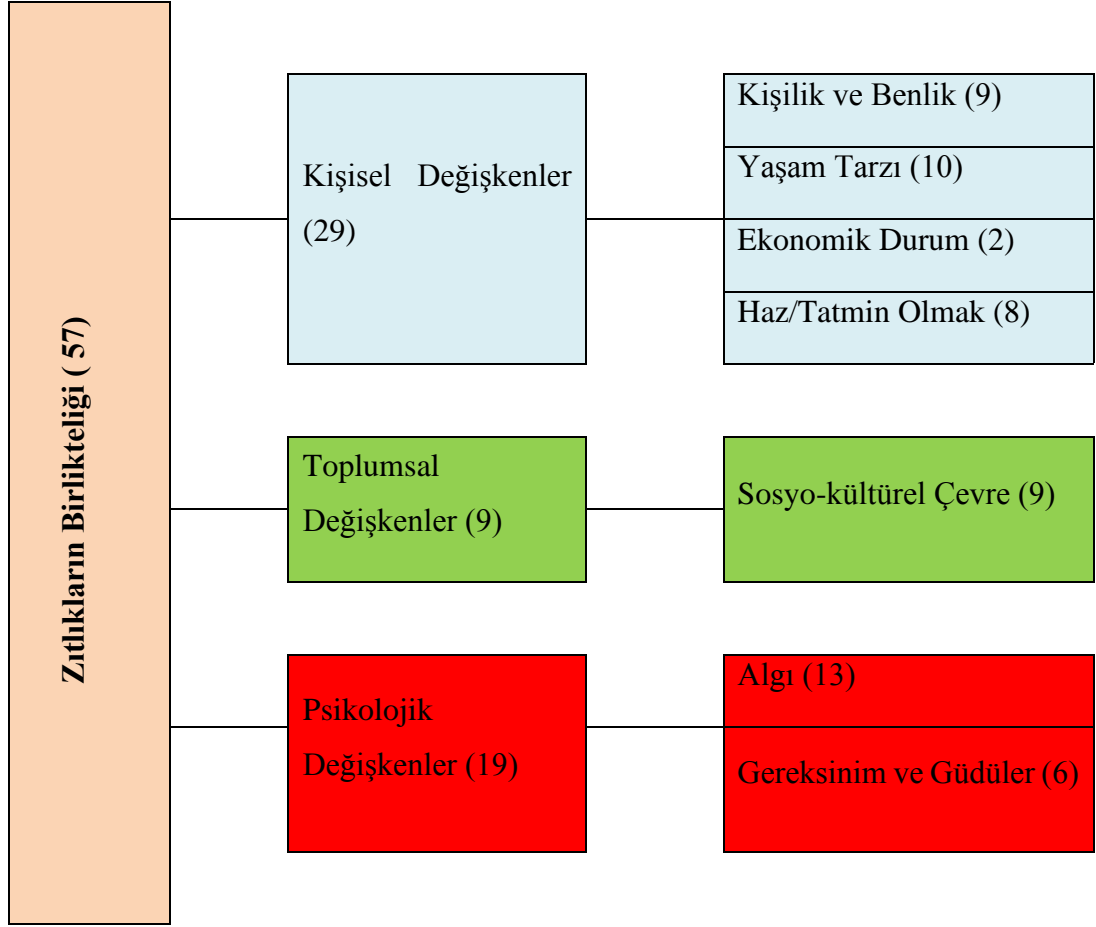 Zıtlıkların Birlikteliği ( 57)
Kişisel Değişkenler
(29)
Kişilik ve Benlik (9)
Yaşam Tarzı (10)
Ekonomik Durum (2)
Haz/Tatmin Olmak (8)
Toplumsal
Değişkenler (9)
Sosyo-kültürel Çevre (9)
Psikolojik
Değişkenler (19)
Algı (13)
Gereksinim ve Güdüler (6)